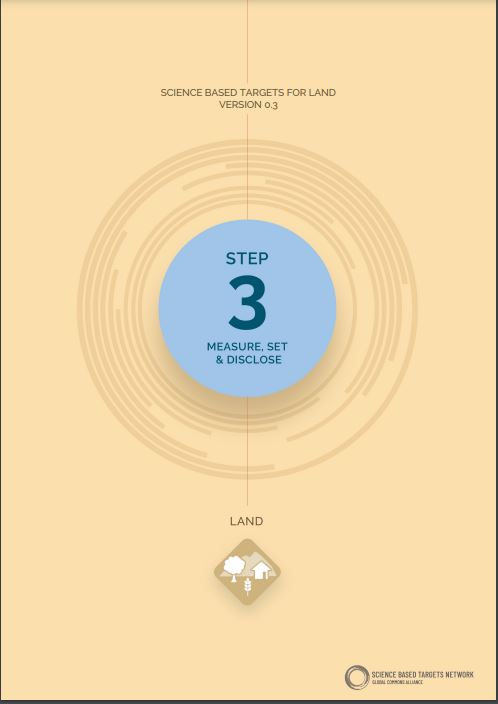 SCIENCE BASED TARGETS FOR LAND
VERSION 0.3
STEP
3
MEASURE, SET
& DISCLOSE
LAND
SCIENCE BASED TARGETS NETWORK
GLOBAL COMMONS ALLIANCE